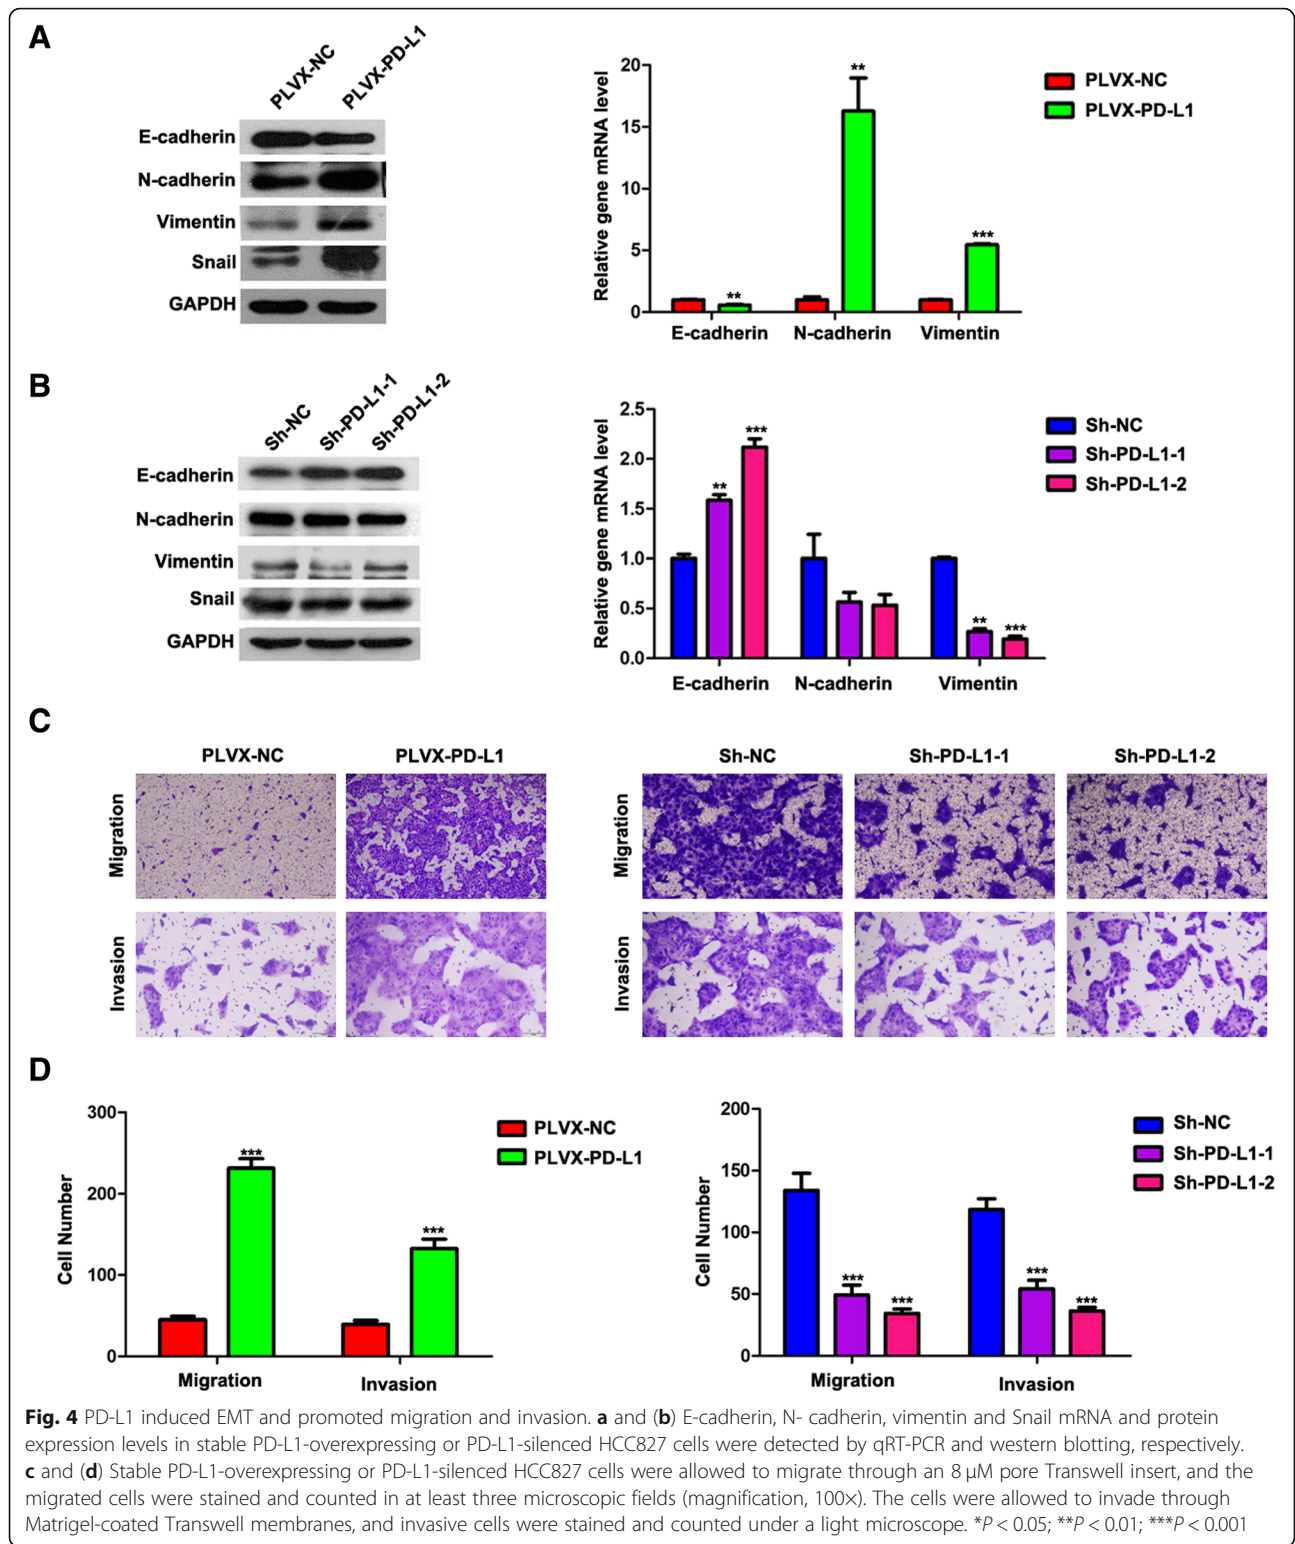 A
PLVX-NC
PLVX-PD-L1
E-cadherin
N-cadherin
Vimentin
Snail
GAPDH
Relative gene mRNA level
20
15
10
5
0
**
**
***
E-cadherin
N-cadherin
Vimentin
PLVX-NC
PLVX-PD-L1
B
Sh-NC
Sh-PD-L1-1
Sh-PD-L1-2
E-cadherin
N-cadherin
Vimentin
Snail
GAPDH
Relative gene mRNA level
2.5
2.0
1.5
1.0
0.5
0.0
**
***
**
***
E-cadherin
N-cadherin
Vimentin
Sh-NC
Sh-PD-L1-1
Sh-PD-L1-2
C
PLVX-NC
PLVX-PD-L1
Sh-NC
Sh-PD-L1-1
Sh-PD-L1-2
Migration
Migration
Invasion
Invasion
D
Cell Number
300
200
100
0
***
***
Migration
Invasion
PLVX-NC
PLVX-PD-L1
Cell Number
200
150
100
50
0
***
***
***
***
Migration
Invasion
Sh-NC
Sh-PD-L1-1
Sh-PD-L1-2
Fig. 4 PD-L1 induced EMT and promoted migration and invasion. a and (b) E-cadherin, N- cadherin, vimentin and Snail mRNA and protein
expression levels in stable PD-L1-overexpressing or PD-L1-silenced HCC827 cells were detected by qRT-PCR and western blotting, respectively.
c and (d) Stable PD-L1-overexpressing or PD-L1-silenced HCC827 cells were allowed to migrate through an 8 μM pore Transwell insert, and the
migrated cells were stained and counted in at least three microscopic fields (magnification, 100×). The cells were allowed to invade through
Matrigel-coated Transwell membranes, and invasive cells were stained and counted under a light microscope. *P < 0.05; **P < 0.01; ***P < 0.001